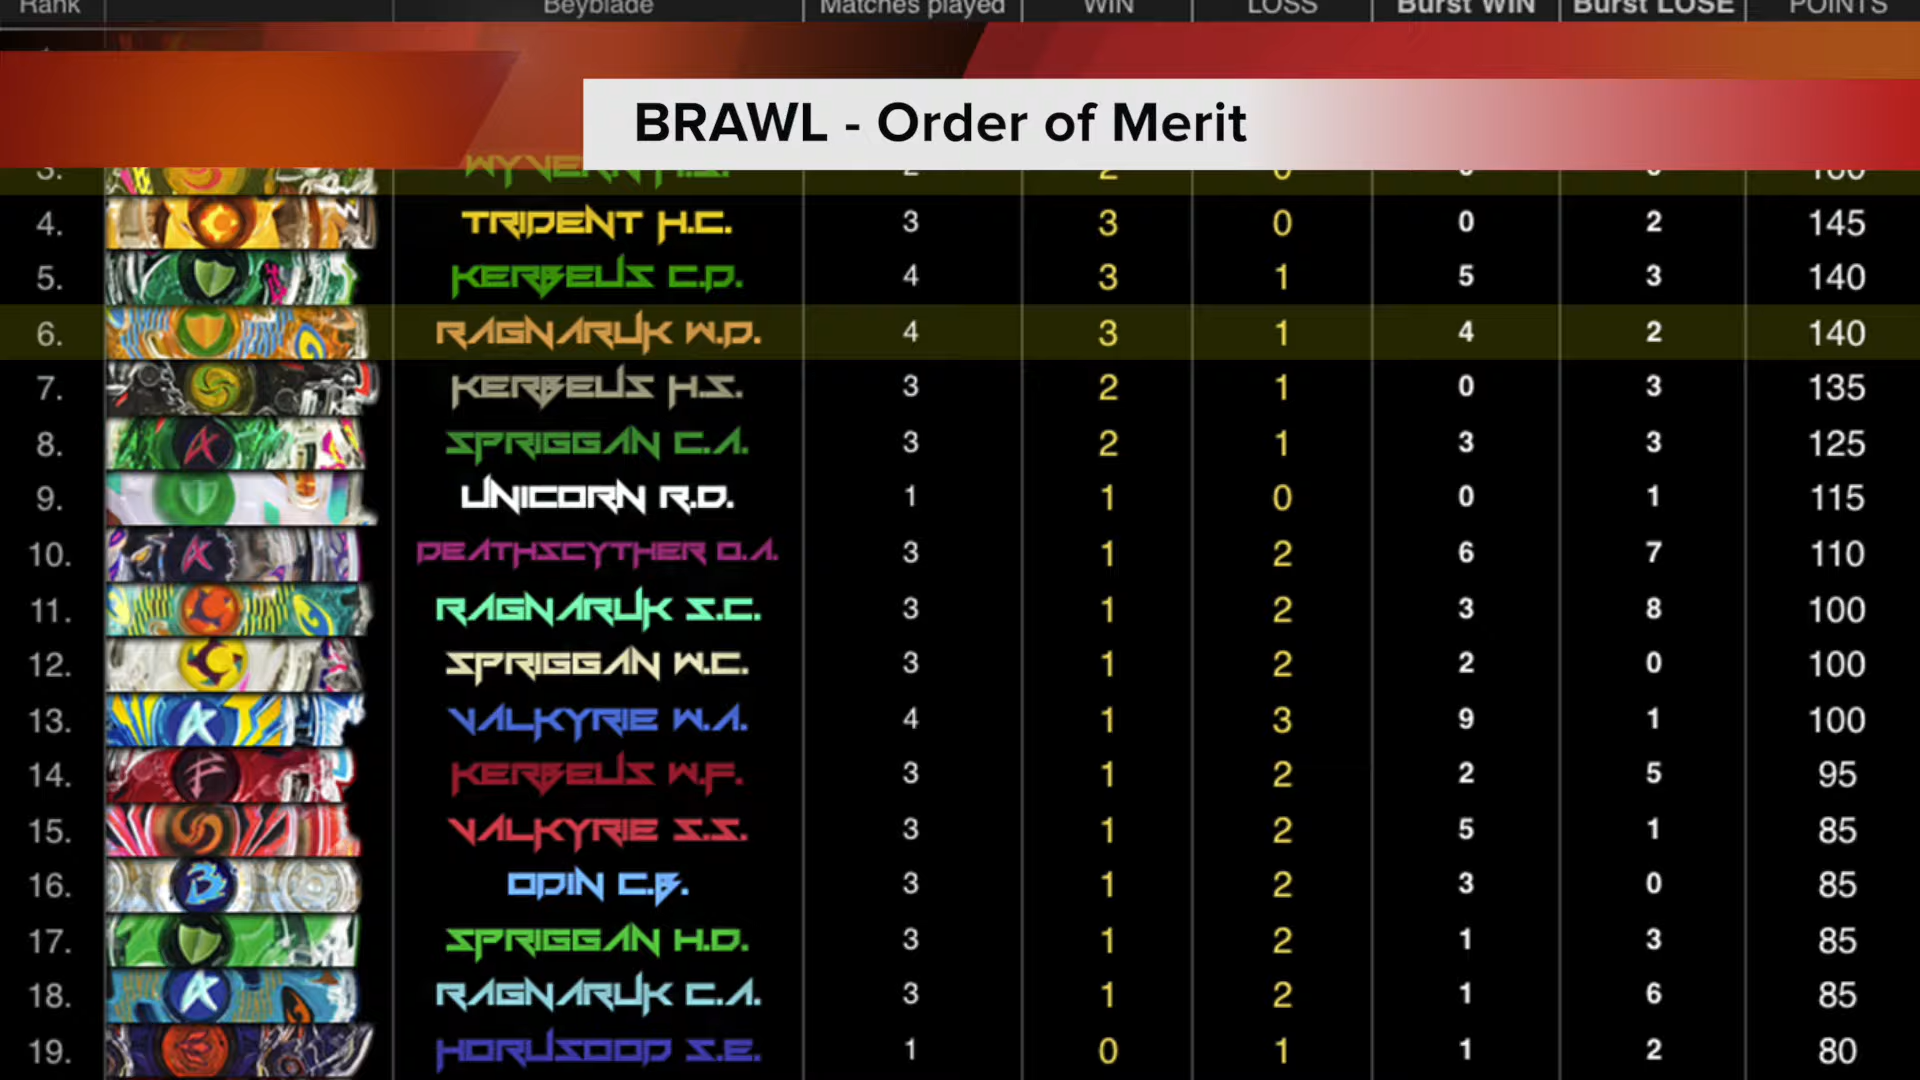 Rank Beyblade Matches played WIN LOSS Burst WIN Burst LOSE POINTS
BRAWL - Order of Merit
3. WYVERN H.S. 2 2 0 160
4. TRIDENT H.C. 3 3 0 0 2 145
5. KERBEUS C.D. 4 3 1 5 3 140
6. RAGNARUK W.D. 4 3 1 4 2 140
7. KERBEUS H.S. 3 2 1 0 3 135
8. SPRIGGAN C.A. 3 2 1 3 3 125
9. UNICORN R.D. 1 1 0 0 1 115
10. DEATHSCYTHER O.A. 3 1 2 6 7 110
11. RAGNARUK S.C. 3 1 2 3 8 100
12. SPRIGGAN W.C. 3 1 2 2 0 100
13. VALKYRIE W.A. 4 1 3 9 1 100
14. KERBEUS W.F. 3 1 2 2 5 95
15. VALKYRIE S.S. 3 1 2 5 1 85
16. ODIN C.B. 3 1 2 3 0 85
17. SPRIGGAN H.D. 3 1 2 1 3 85
18. RAGNARUK C.A. 3 1 2 1 6 85
19. HORUSOOD S.E. 1 0 1 1 2 80